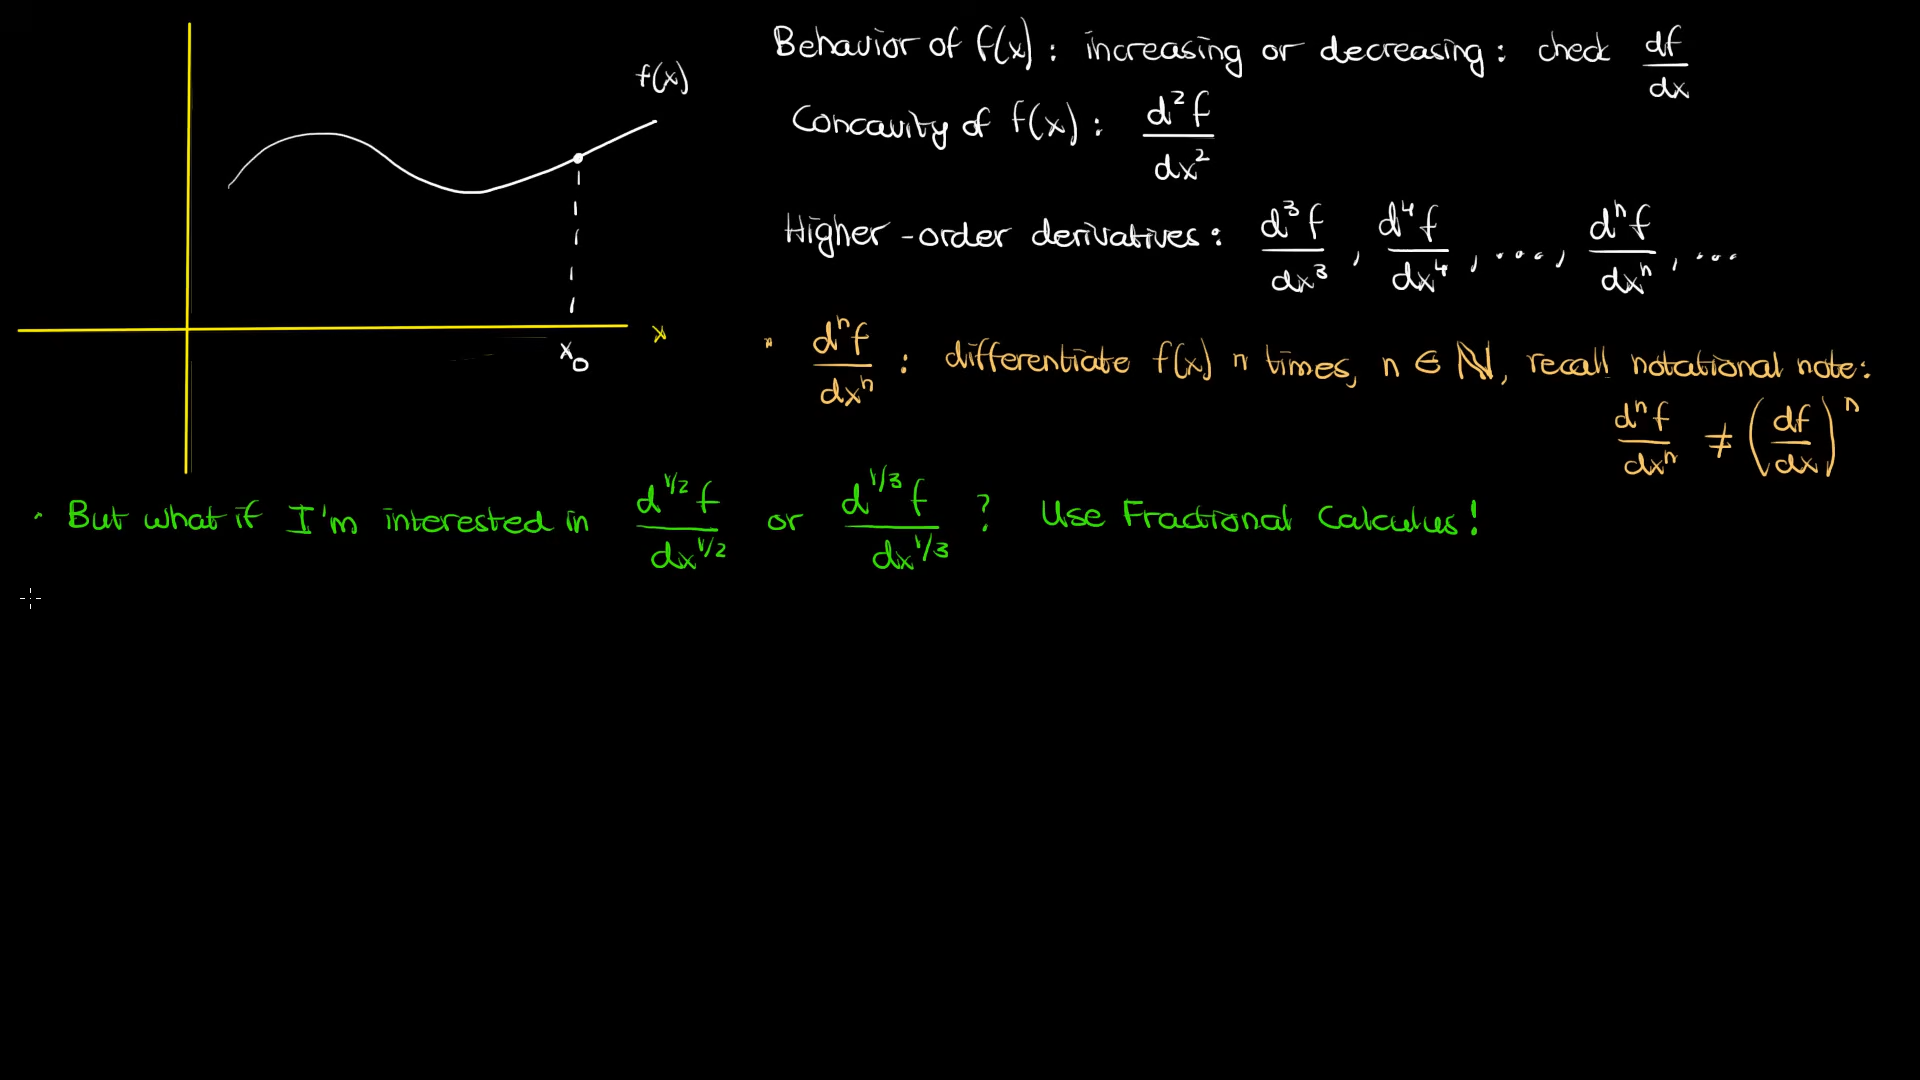 f(x)
x
x₀
Behavior of f(x): increasing or decreasing: check df/dx
Concavity of f(x): d²f/dx²
Higher-order derivatives: d³f/dx³, d⁴f/dx⁴, ..., dⁿf/dxⁿ, ...
• dⁿf/dxⁿ : differentiate f(x) n times, n ∈ ℕ, recall notational note:
dⁿf/dxⁿ ≠ (df/dx)ⁿ
• But what if I'm interested in d^{1/2}f/dx^{1/2} or d^{1/3}f/dx^{1/3} ? Use Fractional Calculus!